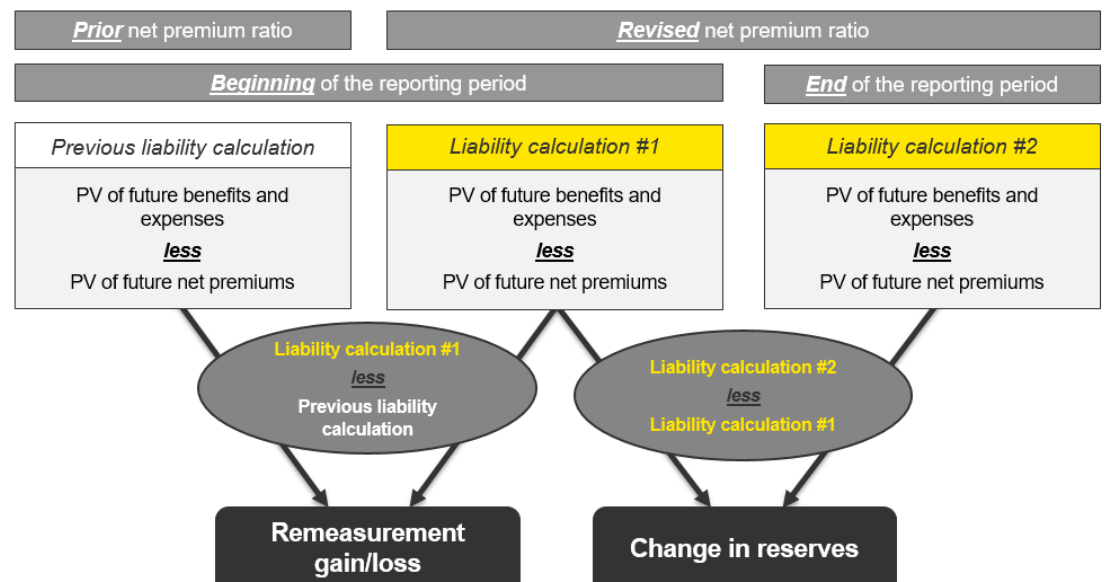 Prior net premium ratio
Revised net premium ratio
Beginning of the reporting period
End of the reporting period
Previous liability calculation
PV of future benefits and
expenses
less
PV of future net premiums
Liability calculation #1
PV of future benefits and
expenses
less
PV of future net premiums
Liability calculation #2
PV of future benefits and
expenses
less
PV of future net premiums
Liability calculation #1
less
Previous liability
calculation
Liability calculation #2
less
Liability calculation #1
Remeasurement
gain/loss
Change in reserves